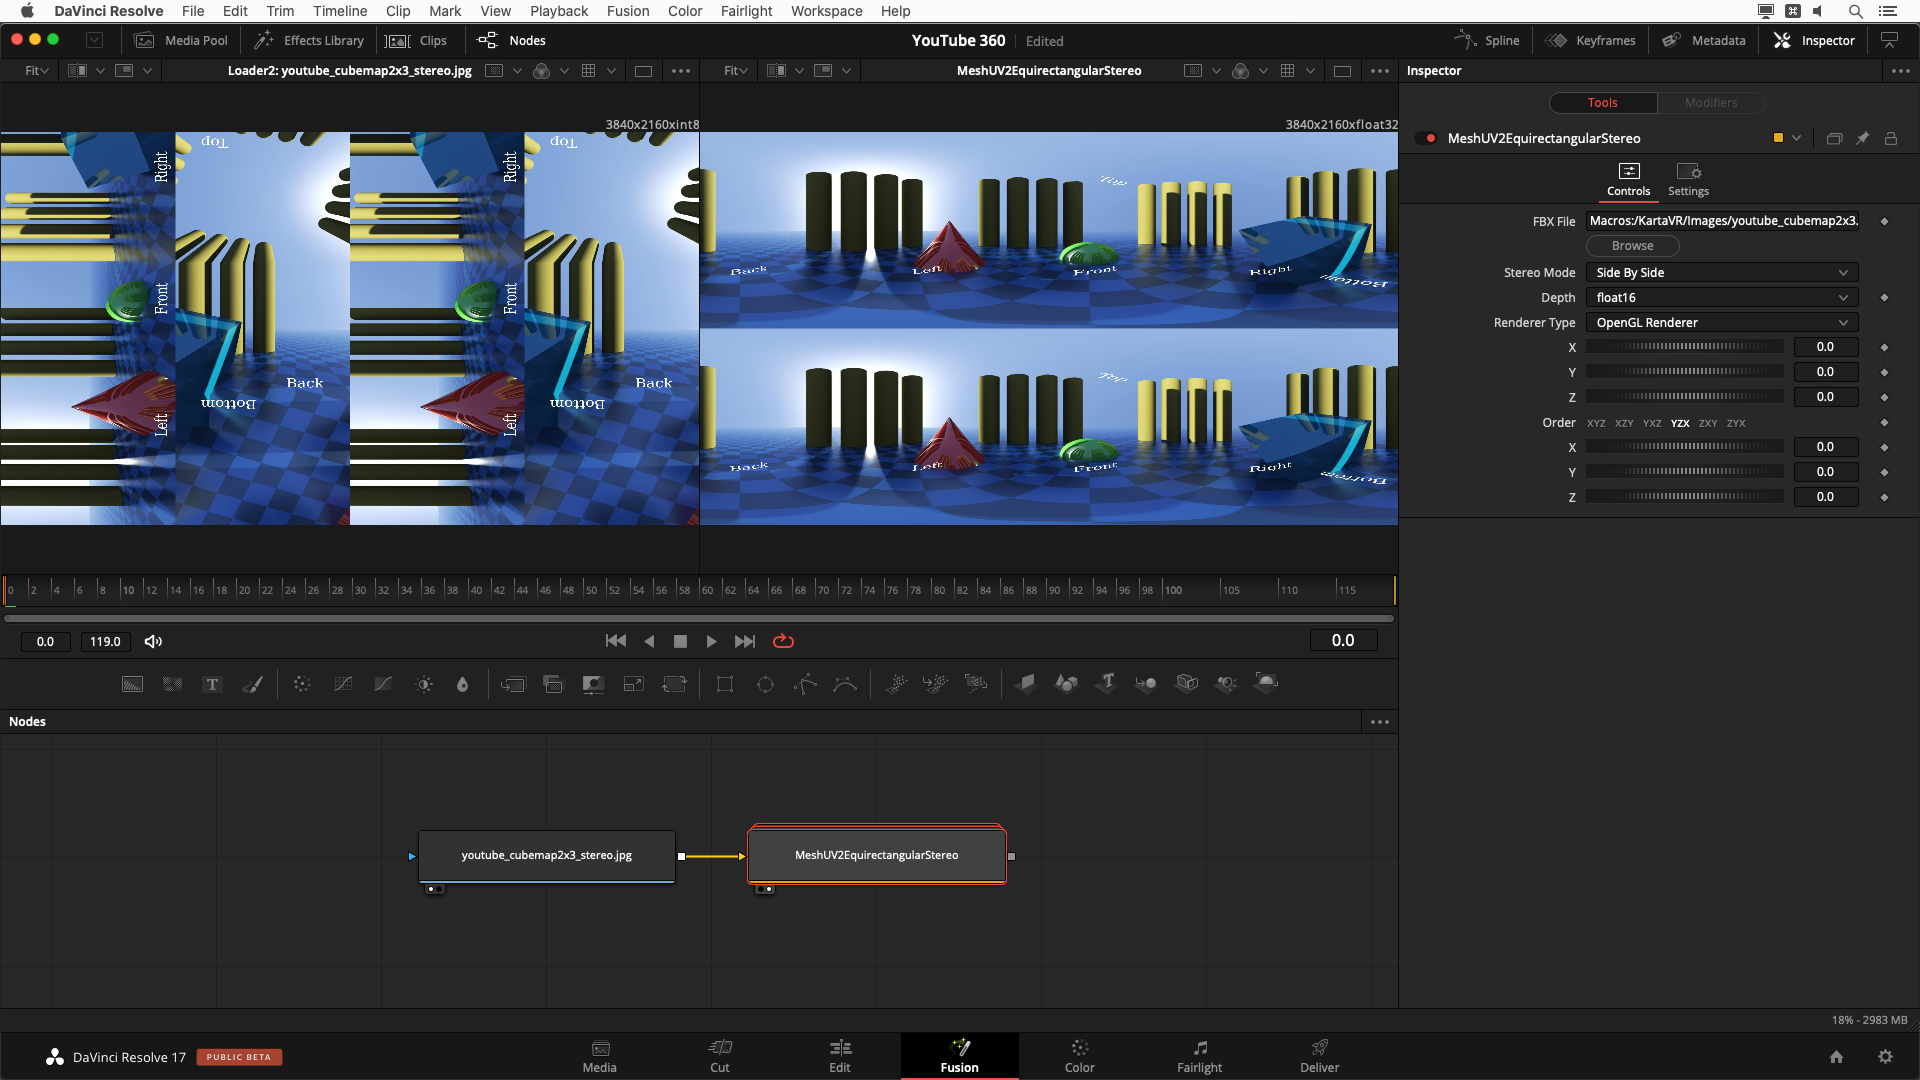 DaVinci Resolve File Edit Trim Timeline Clip Mark View Playback Fusion Color Fairlight Workspace Help
Media Pool Effects Library Clips Nodes YouTube 360 Edited Spline Keyframes Metadata Inspector
Fit Loader2: youtube_cubemap2x3_stereo.jpg Fit MeshUV2EquirectangularStereo Inspector
Tools Modifiers
3840x2160xint8 3840x2160xfloat32
MeshUV2EquirectangularStereo
Controls Settings
Right Top Right Top
Front Front
Back Back
Bottom Bottom
Left Left
Top
Back Left Front Right
Bottom
Top
Back Left Front Right
Bottom
FBX File Macros:/KartaVR/Images/youtube_cubemap2x3.
Browse
Stereo Mode Side By Side
Depth float16
Renderer Type OpenGL Renderer
X 0.0
Y 0.0
Z 0.0
Order XYZ XZY YXZ YZX ZXY ZYX
X 0.0
Y 0.0
Z 0.0
0 2 4 6 8 10 12 14 16 18 20 22 24 26 28 30 32 34 36 38 40 42 44 46 48 50 52 54 56 58 60 62 64 66 68 70 72 74 76 78 80 82 84 86 88 90 92 94 96 98 100 105 110 115
0.0 119.0 0.0
T
Nodes
youtube_cubemap2x3_stereo.jpg MeshUV2EquirectangularStereo
18% - 2983 MB
DaVinci Resolve 17 PUBLIC BETA
Media Cut Edit Fusion Color Fairlight Deliver